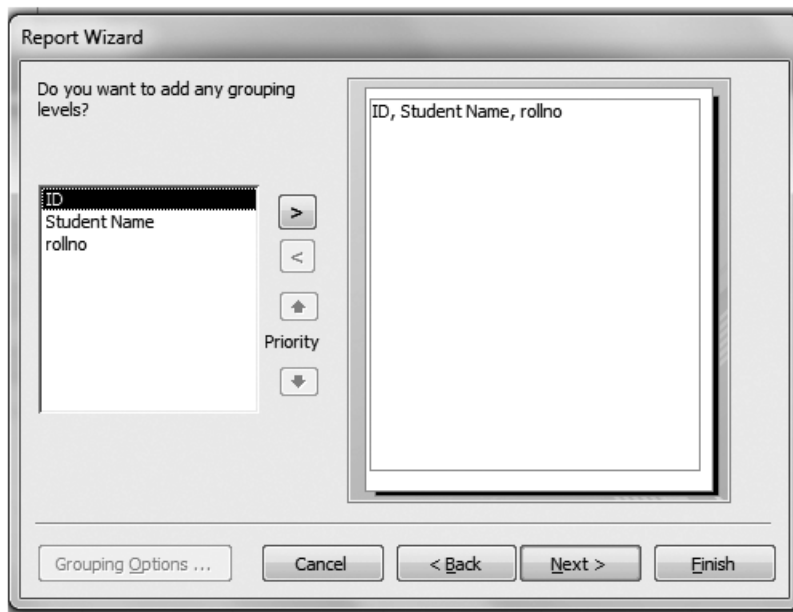 Report Wizard
Do you want to add any grouping
levels?
ID, Student Name, rollno
ID
Student Name
rollno
>
<
Priority
Grouping Options ...
Cancel
< Back
Next >
Finish